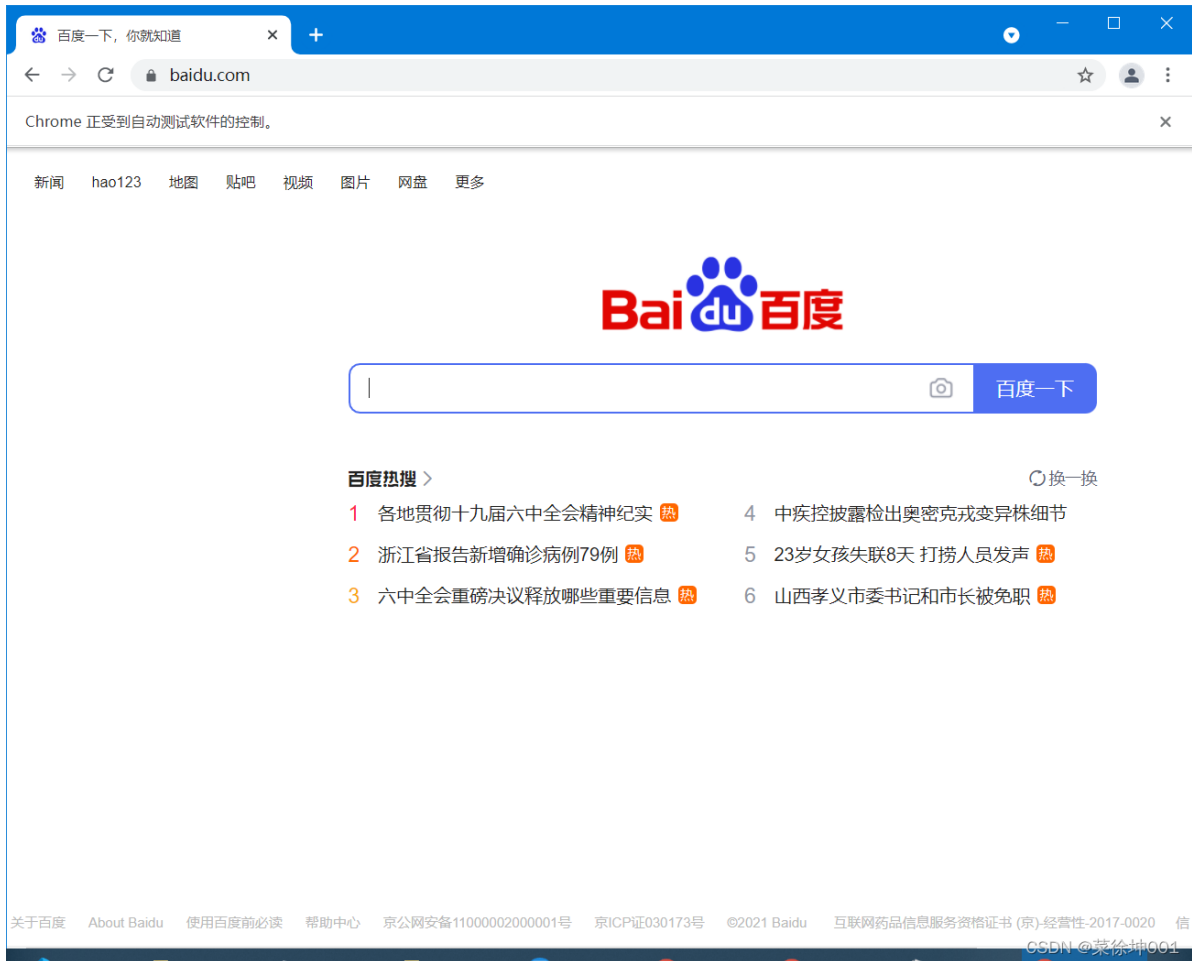 百度一下，你就知道
baidu.com
Chrome 正受到自动测试软件的控制。
新闻 hao123 地图 贴吧 视频 图片 网盘 更多
Bai du 百度
百度一下
百度热搜 换一换
1 各地贯彻十九届六中全会精神纪实 热
4 中疾控披露检出奥密克戎变异株细节
2 浙江省报告新增确诊病例79例 热
5 23岁女孩失联8天 打捞人员发声 热
3 六中全会重磅决议释放哪些重要信息 热
6 山西孝义市委书记和市长被免职 热
关于百度 About Baidu 使用百度前必读 帮助中心 京公网安备11000002000001号 京ICP证030173号 ©2021 Baidu 互联网药品信息服务资格证书 (京)-经营性-2017-0020 信
CSDN @菜徐坤001